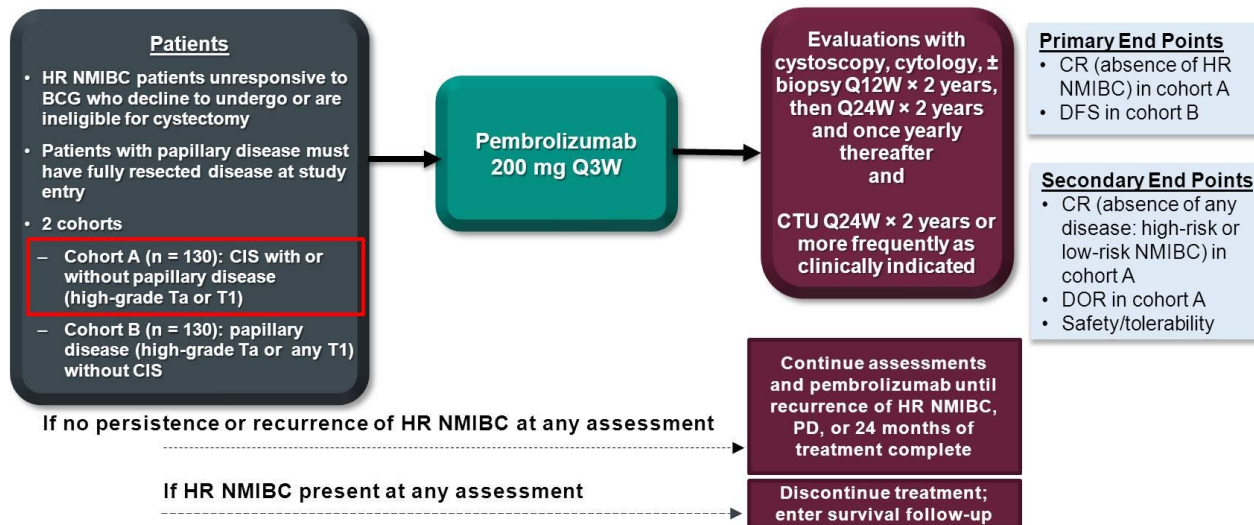 Patients
• HR NMIBC patients unresponsive to
BCG who decline to undergo or are
ineligible for cystectomy
• Patients with papillary disease must
have fully resected disease at study
entry
• 2 cohorts
– Cohort A (n = 130): CIS with or
without papillary disease
(high-grade Ta or T1)
– Cohort B (n = 130): papillary
disease (high-grade Ta or any T1)
without CIS
Pembrolizumab
200 mg Q3W
Evaluations with
cystoscopy, cytology, ±
biopsy Q12W × 2 years,
then Q24W × 2 years
and once yearly
thereafter
and
CTU Q24W × 2 years or
more frequently as
clinically indicated
Primary End Points
• CR (absence of HR
NMIBC) in cohort A
• DFS in cohort B
Secondary End Points
• CR (absence of any
disease: high-risk or
low-risk NMIBC) in
cohort A
• DOR in cohort A
• Safety/tolerability
If no persistence or recurrence of HR NMIBC at any assessment
Continue assessments
and pembrolizumab until
recurrence of HR NMIBC,
PD, or 24 months of
treatment complete
If HR NMIBC present at any assessment
Discontinue treatment;
enter survival follow-up